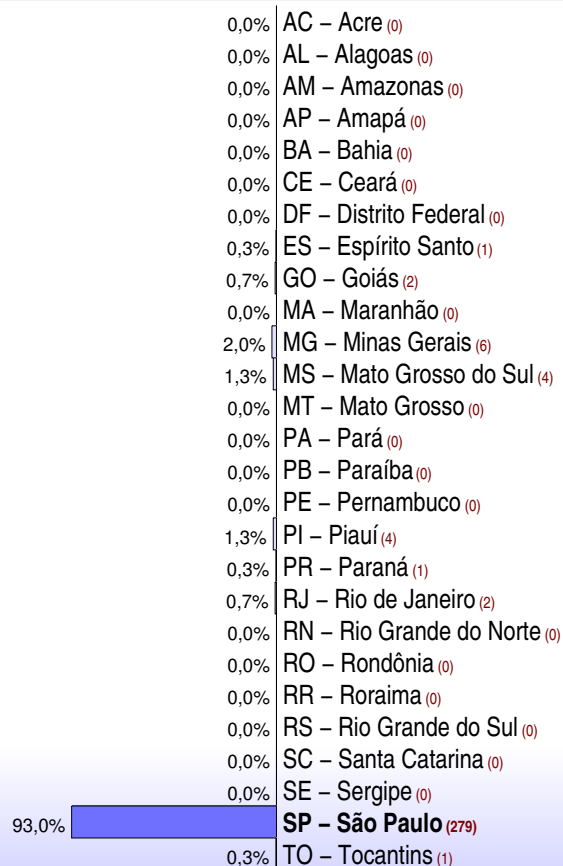 0,0% AC – Acre (0)
0,0% AL – Alagoas (0)
0,0% AM – Amazonas (0)
0,0% AP – Amapá (0)
0,0% BA – Bahia (0)
0,0% CE – Ceará (0)
0,0% DF – Distrito Federal (0)
0,3% ES – Espírito Santo (1)
0,7% GO – Goiás (2)
0,0% MA – Maranhão (0)
2,0% MG – Minas Gerais (6)
1,3% MS – Mato Grosso do Sul (4)
0,0% MT – Mato Grosso (0)
0,0% PA – Pará (0)
0,0% PB – Paraíba (0)
0,0% PE – Pernambuco (0)
1,3% PI – Piauí (4)
0,3% PR – Paraná (1)
0,7% RJ – Rio de Janeiro (2)
0,0% RN – Rio Grande do Norte (0)
0,0% RO – Rondônia (0)
0,0% RR – Roraima (0)
0,0% RS – Rio Grande do Sul (0)
0,0% SC – Santa Catarina (0)
0,0% SE – Sergipe (0)
93,0% SP – São Paulo (279)
0,3% TO – Tocantins (1)